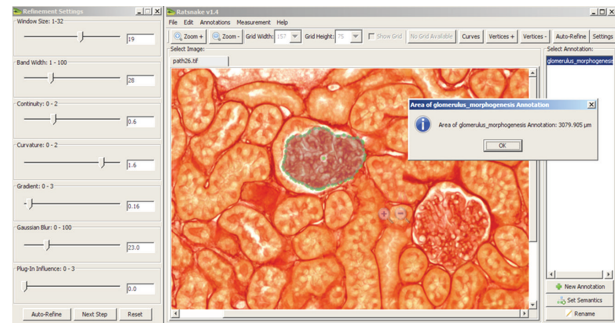 Refinement Settings
Window Size: 1-32
19
Band Width: 1 - 100
28
Continuity: 0 - 2
0.6
Curvature: 0 - 2
1.6
Gradient: 0 - 3
0.16
Gaussian Blur: 0 - 100
23.0
Plug-In Influence: 0 - 3
0.0
Auto-Refine Next Step Reset
Ratsnake v1.4
File Edit Annotations Measurement Help
Zoom + Zoom - Grid Width: 157 Grid Height: 75 Show Grid No Grid Available Curves Vertices + Vertices - Auto-Refine Settings
Select Image:
path26.tif
Select Annotation:
glomerulus_morphogenesis
Area of glomerulus_morphogenesis Annotation
Area of glomerulus_morphogenesis Annotation: 3079.905 μm
OK
New Annotation
Set Semantics
Rename